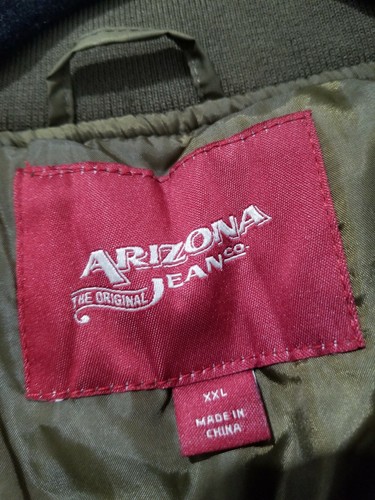 ARIZONA
JEAN CO.
THE ORIGINAL
XXL
MADE IN
CHINA